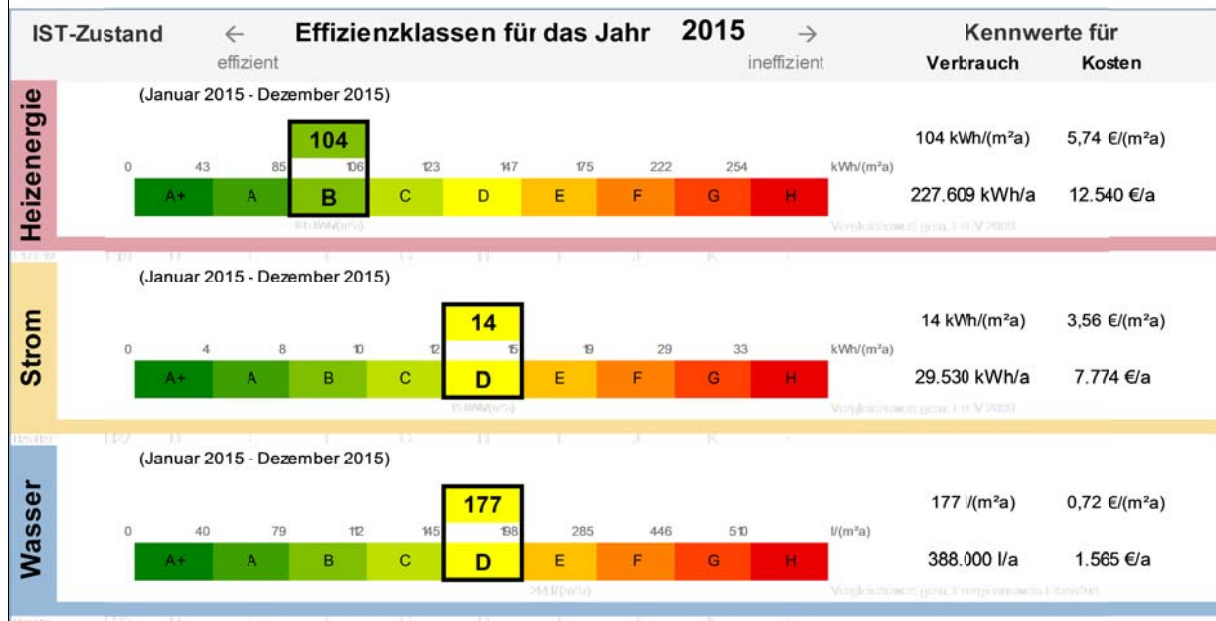 IST-Zustand ← Effizienzklassen für das Jahr 2015 → Kennwerte für
effizient ineffizient Verbrauch Kosten
Heizenergie
(Januar 2015 - Dezember 2015)
104 104 kWh/(m²a) 5,74 €/(m²a)
0 43 85 106 123 147 175 222 254 kWh/(m²a)
A+ A B C D E F G H 227.609 kWh/a 12.540 €/a
Strom
(Januar 2015 - Dezember 2015)
14 14 kWh/(m²a) 3,56 €/(m²a)
0 4 8 10 12 15 19 29 33 kWh/(m²a)
A+ A B C D E F G H 29.530 kWh/a 7.774 €/a
Wasser
(Januar 2015 - Dezember 2015)
177 177 l/(m²a) 0,72 €/(m²a)
0 40 79 112 145 198 285 446 510 l/(m²a)
A+ A B C D E F G H 388.000 l/a 1.565 €/a